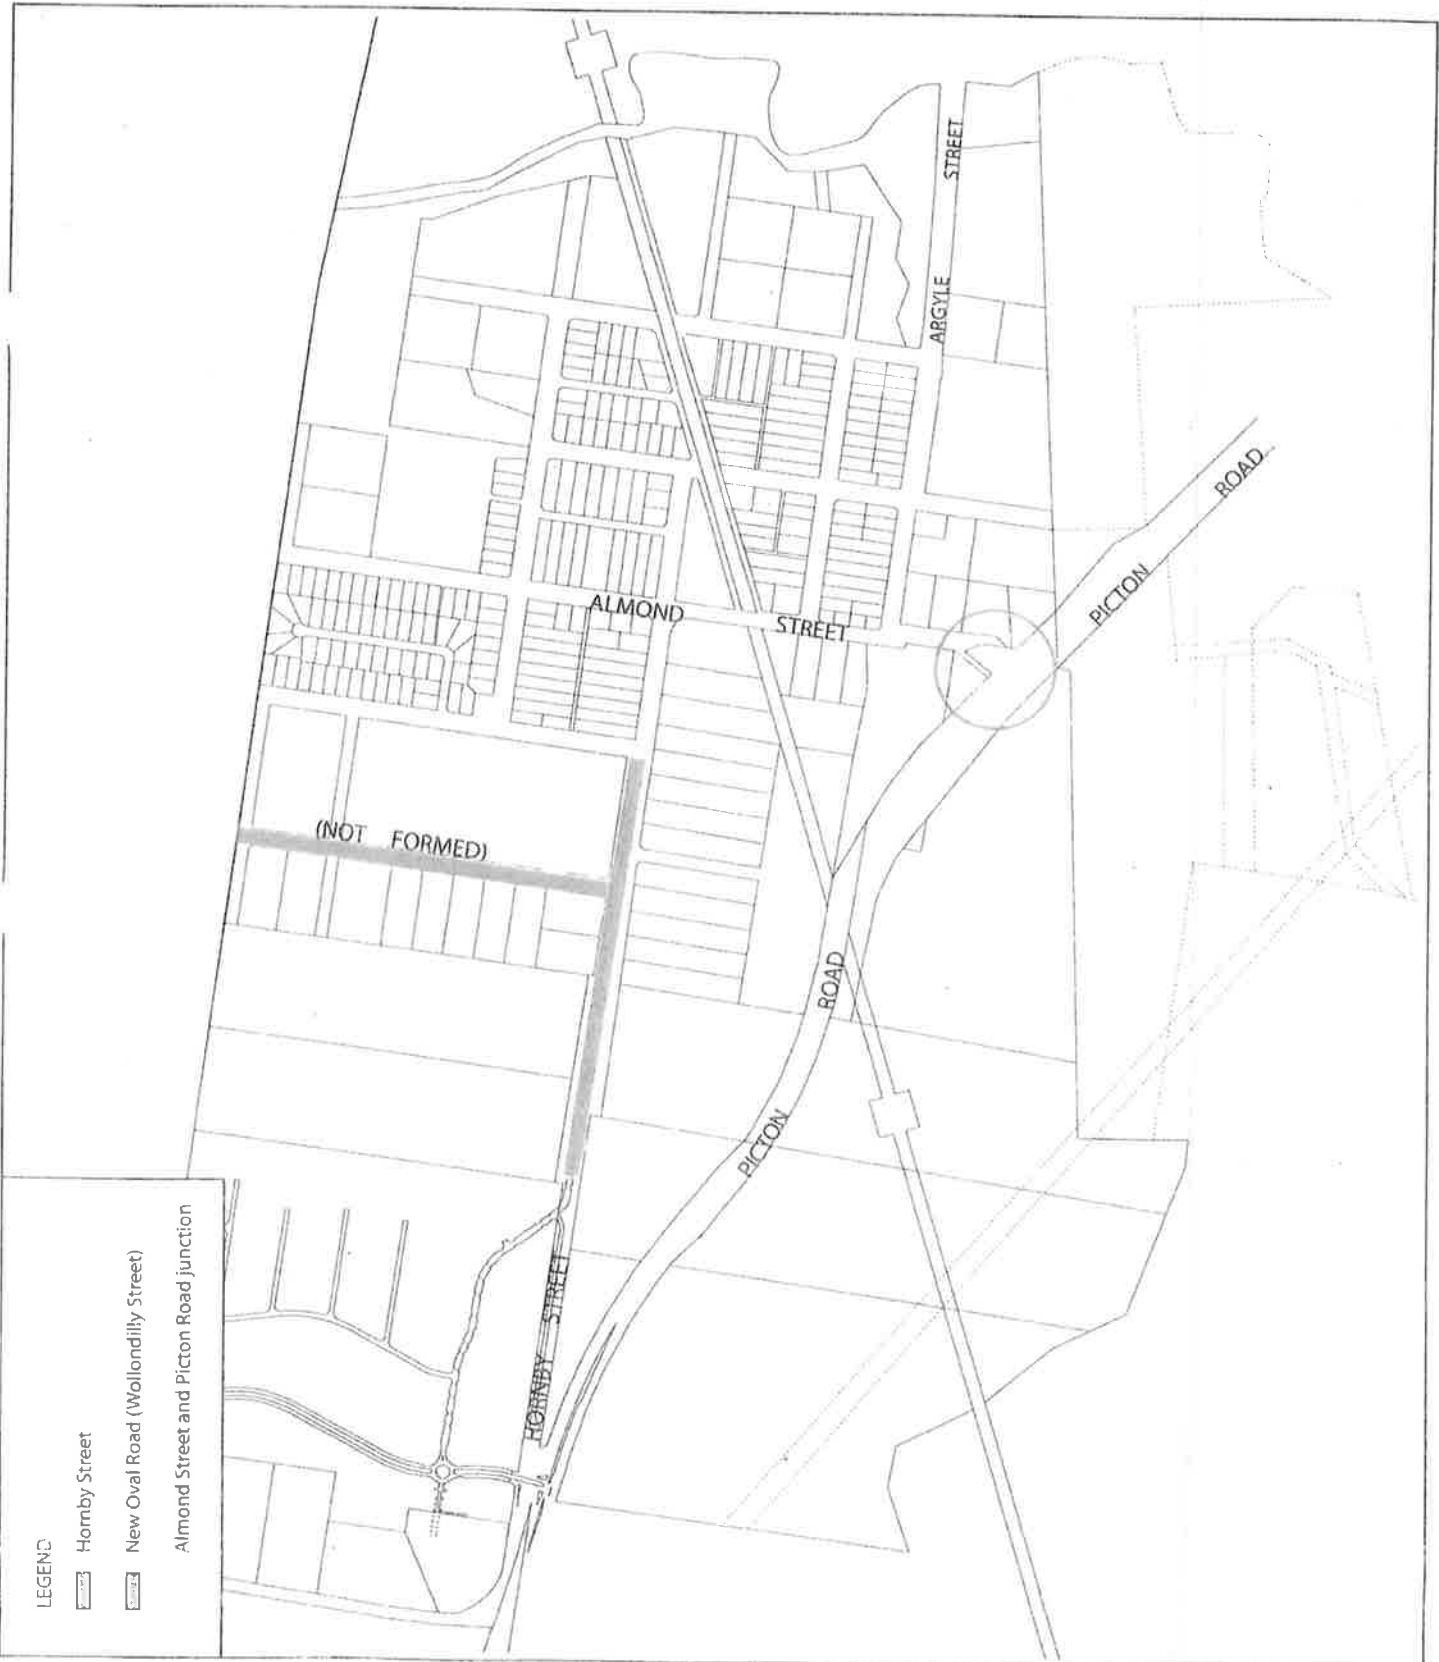 ARGYLE STREET
ALMOND STREET
PICTON ROAD
(NOT FORMED)
PICTON ROAD
HORNBY STREET
LEGEND
Hornby Street
New Oval Road (Wollondilly Street)
Almond Street and Picton Road junction